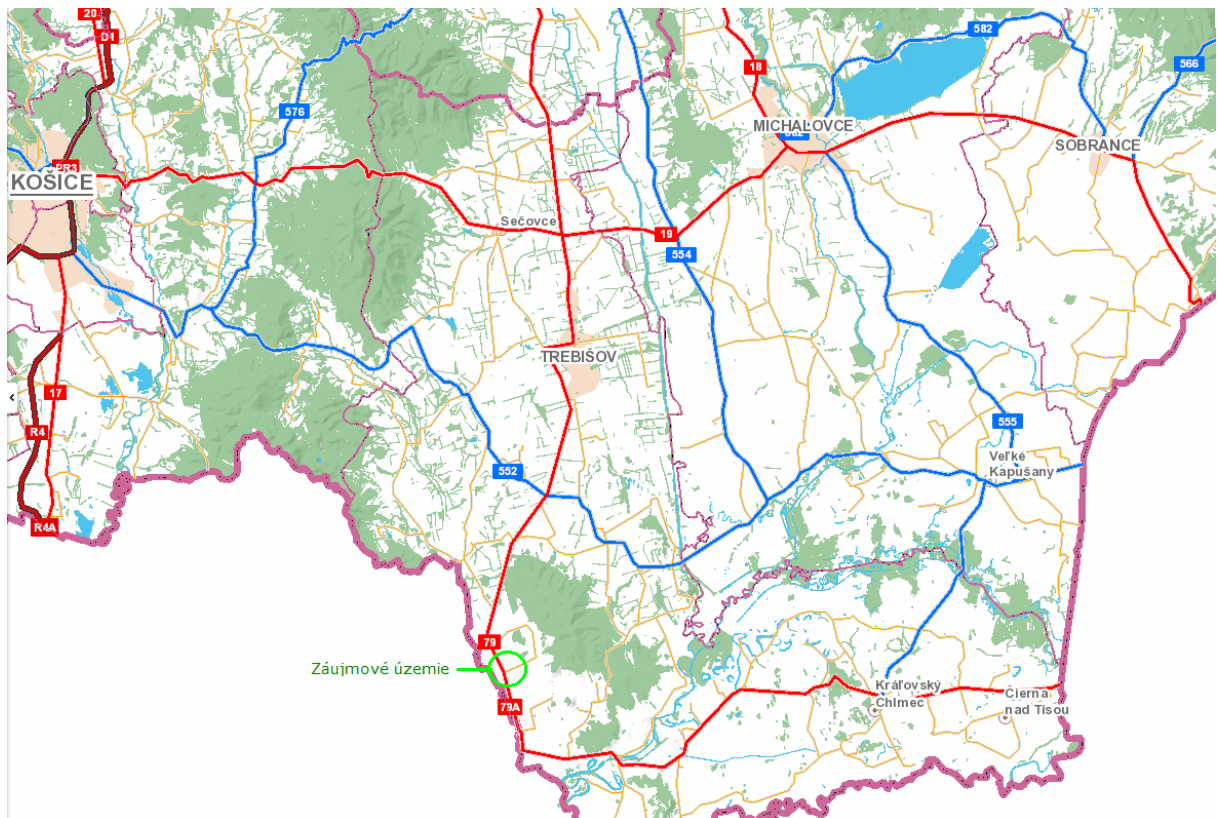 20
D1
582
566
18
576
MICHALOVCE
SOBRANCE
PR3
KOŠICE
Sečovce
19
554
TREBIŠOV
17
R4
555
Veľké
Kapušany
552
R4A
79
Záujmové územie
79A
Kráľovský
Chlmec
Čierna
nad Tisou